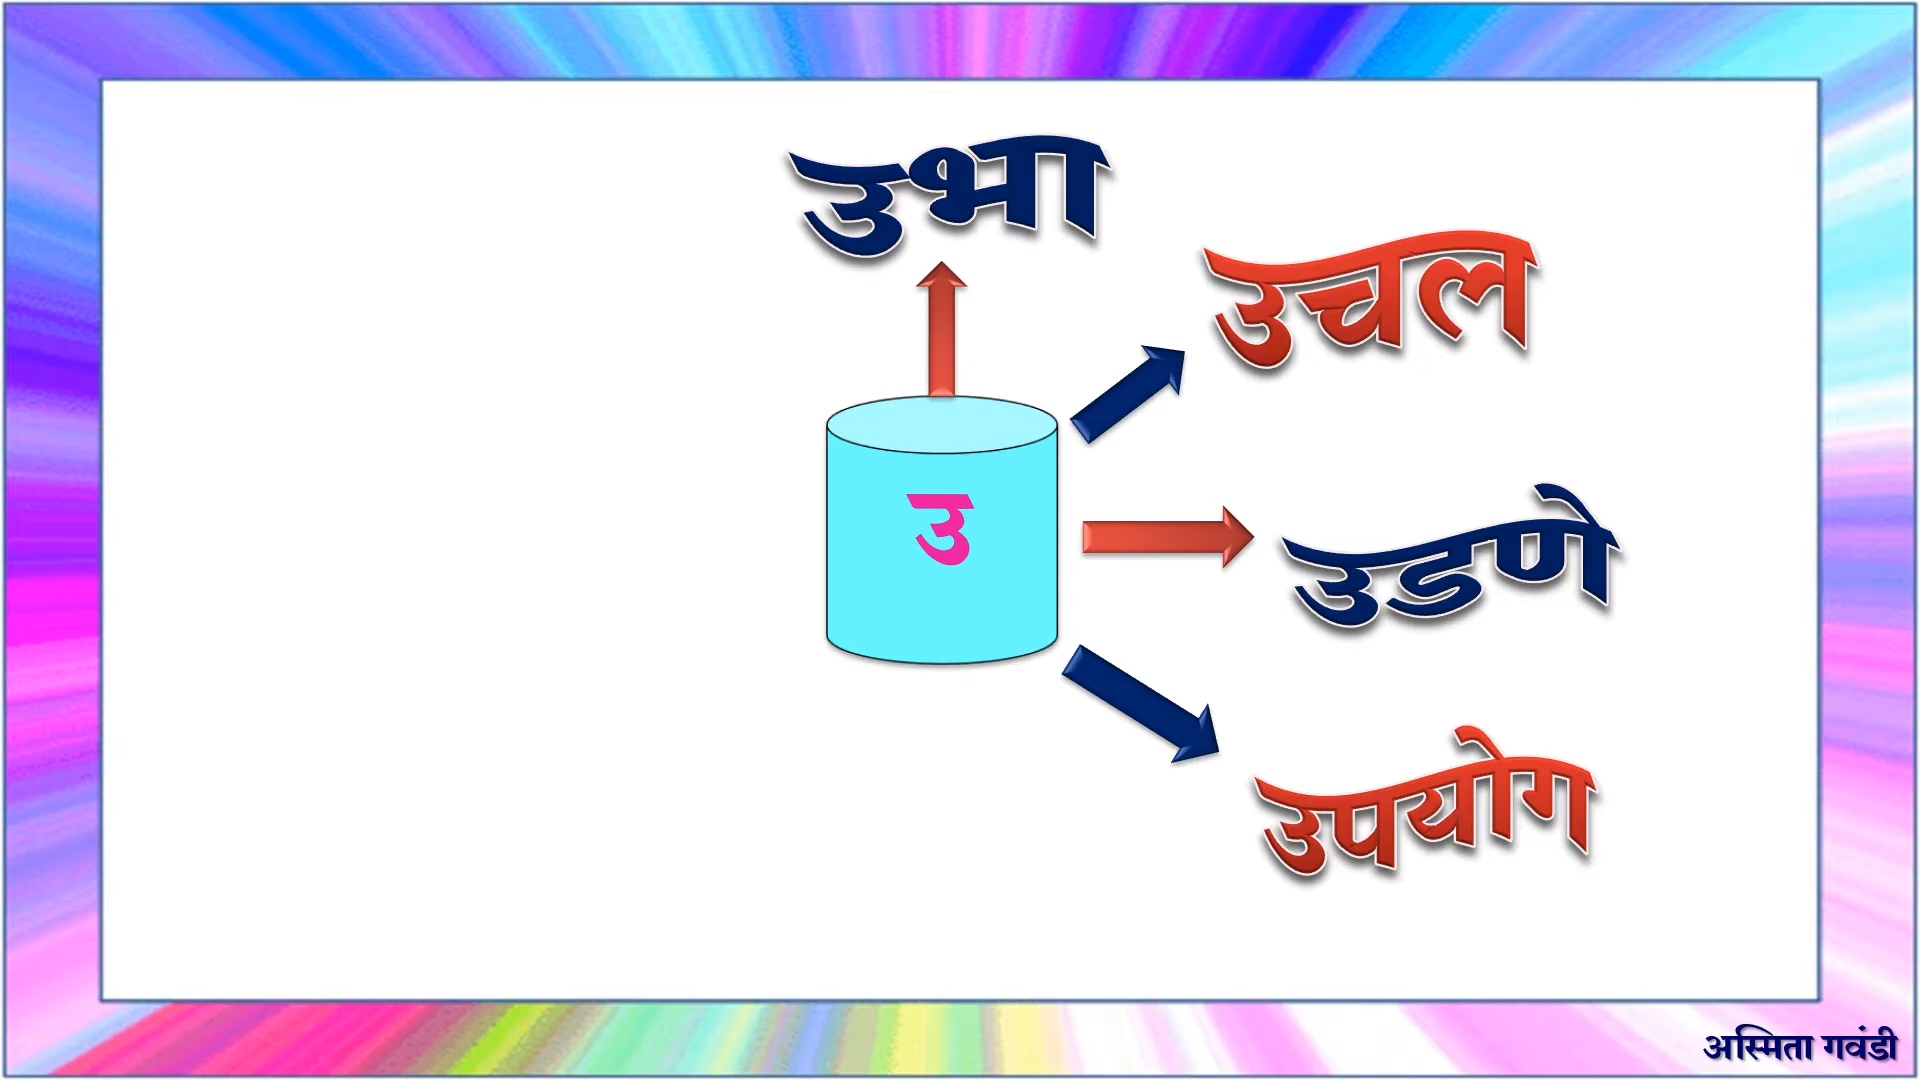 उभा
उचल
उ
उडणे
उपयोग
अस्मिता गवंडी